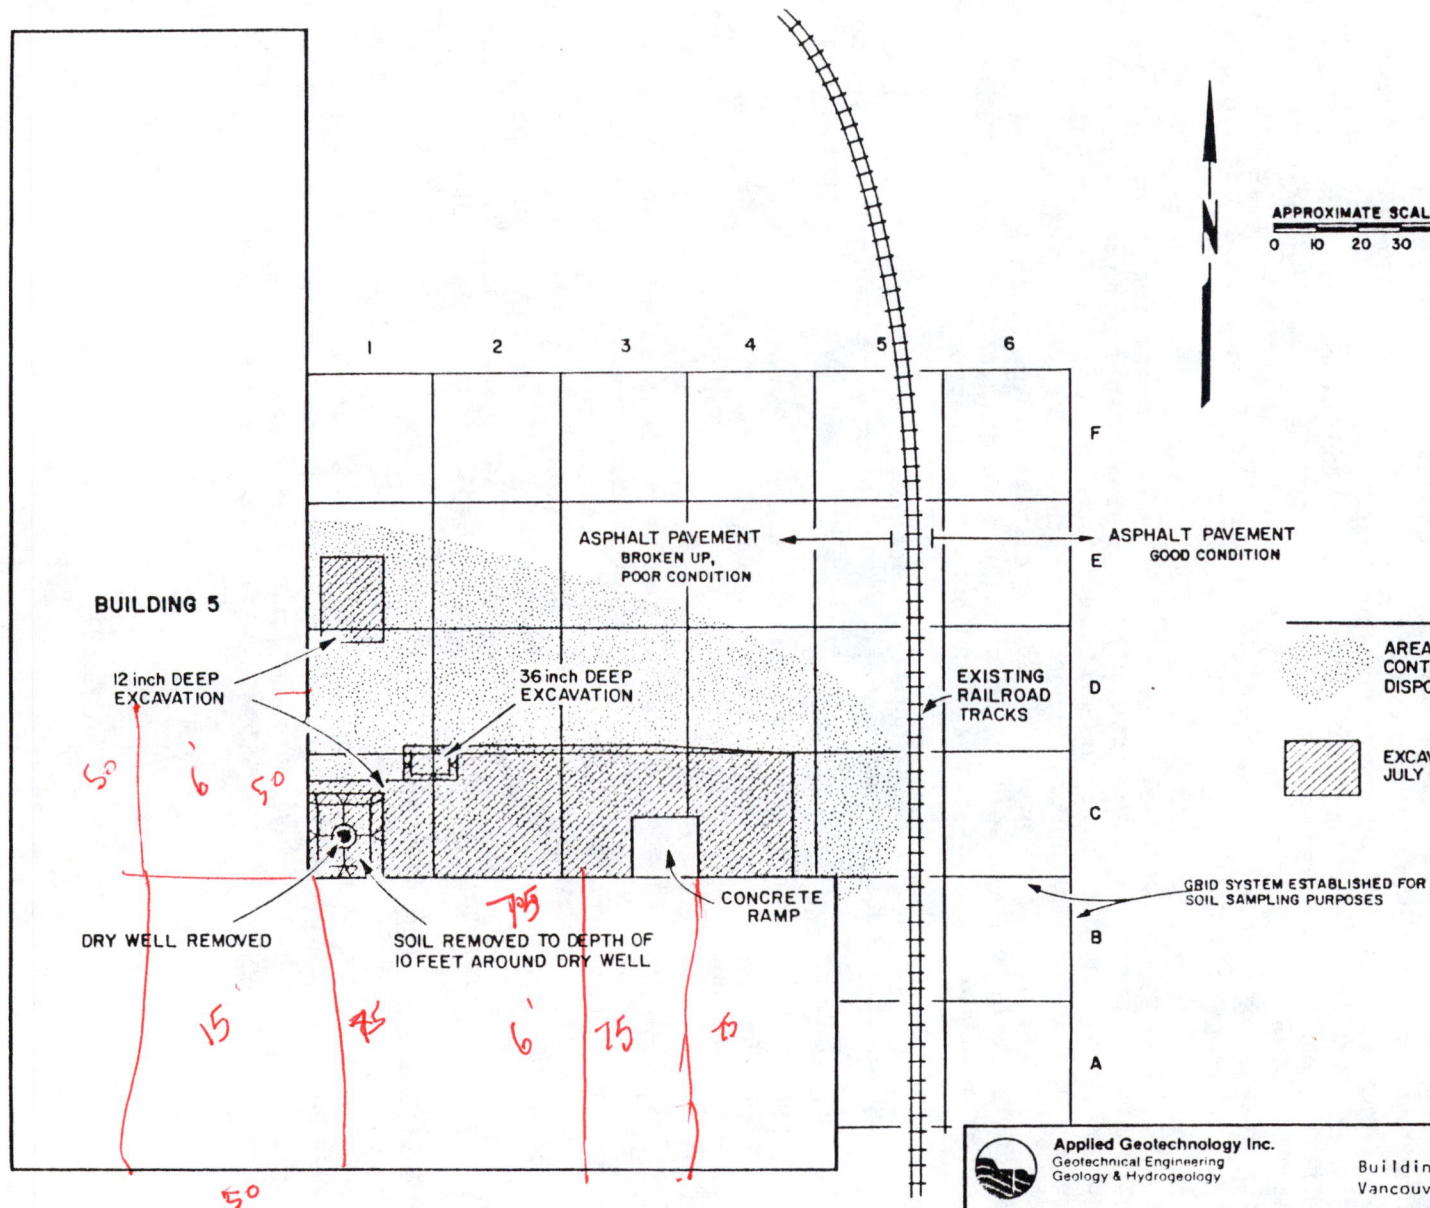 APPROXIMATE SCAL
0 10 20 30
N
1 2 3 4 5 6
F
ASPHALT PAVEMENT
BROKEN UP,
POOR CONDITION
ASPHALT PAVEMENT
GOOD CONDITION
E
BUILDING 5
12 inch DEEP
EXCAVATION
36 inch DEEP
EXCAVATION
EXISTING
RAILROAD
TRACKS
D
AREA
CONT
DISPO
50 6' 50
EXCAV
JULY
C
CONCRETE
RAMP
GRID SYSTEM ESTABLISHED FOR
SOIL SAMPLING PURPOSES
75
DRY WELL REMOVED
SOIL REMOVED TO DEPTH OF
10 FEET AROUND DRY WELL
B
15' 6' 75
A
50
Applied Geotechnology Inc.
Geotechnical Engineering
Geology & Hydrogeology
Buildin
Vancouv